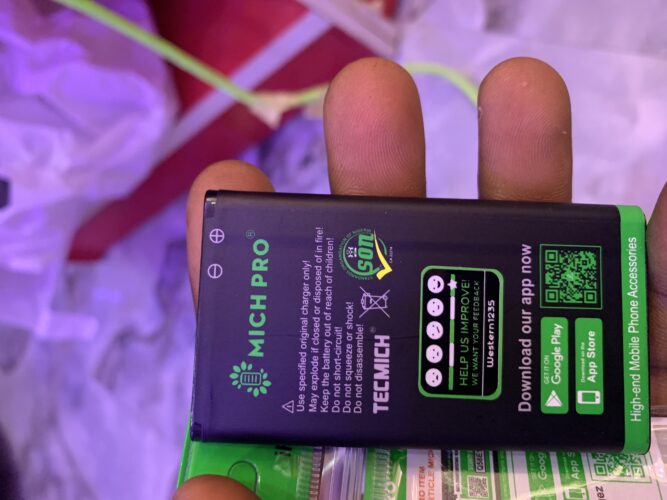 MICH PRO®
Use specified original charger only!
May explode if closed or disposed of in fire!
Keep the battery out of reach of children!
Do not short-circuit!
Do not squeeze or shock!
Do not disassemble!
SON
TECMICH®
HELP US IMPROVE!
WE WANT YOUR FEEDBACK
Western1235
Download our app now
GET IT ON
Google Play
Download on the
App Store
High-end Mobile Phone Accessories